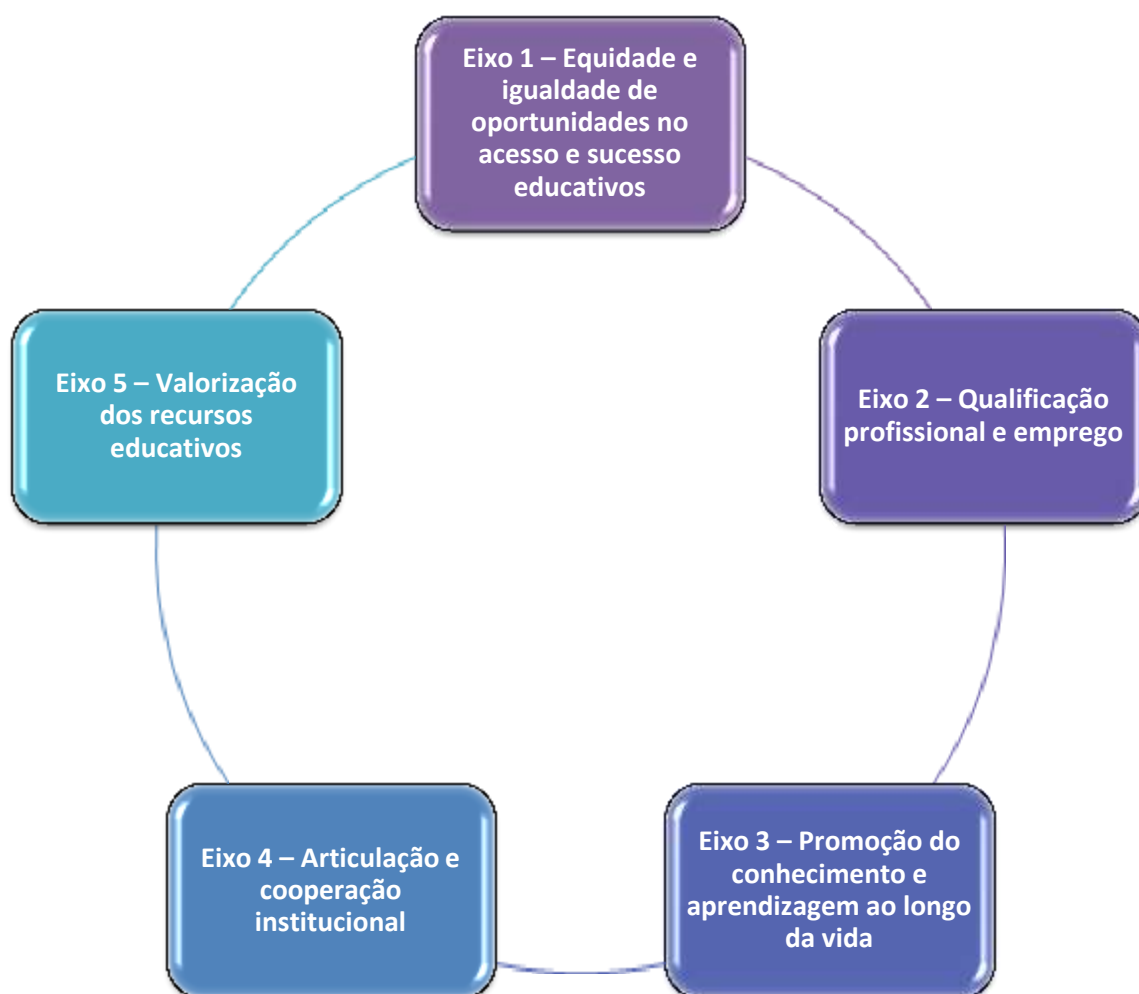 Eixo 1 – Equidade e
igualdade de
oportunidades no
acesso e sucesso
educativos
Eixo 2 – Qualificação
profissional e emprego
Eixo 3 – Promoção do
conhecimento e
aprendizagem ao longo
da vida
Eixo 4 – Articulação e
cooperação
institucional
Eixo 5 – Valorização
dos recursos
educativos